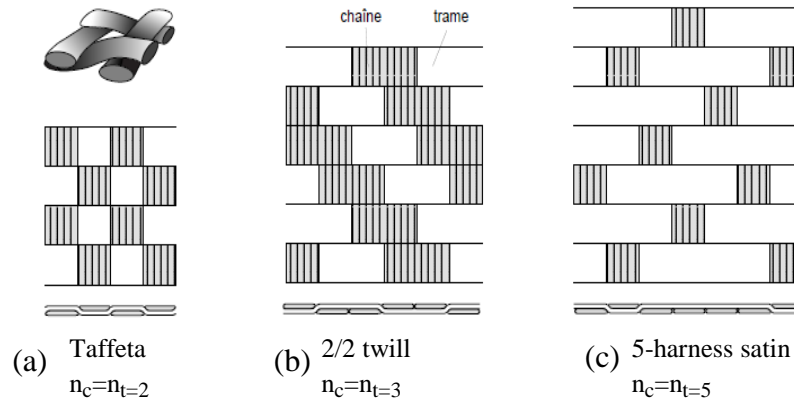 chaîne trame
(a) Taffeta
n_c=n_t=2
(b) 2/2 twill
n_c=n_t=3
(c) 5-harness satin
n_c=n_t=5